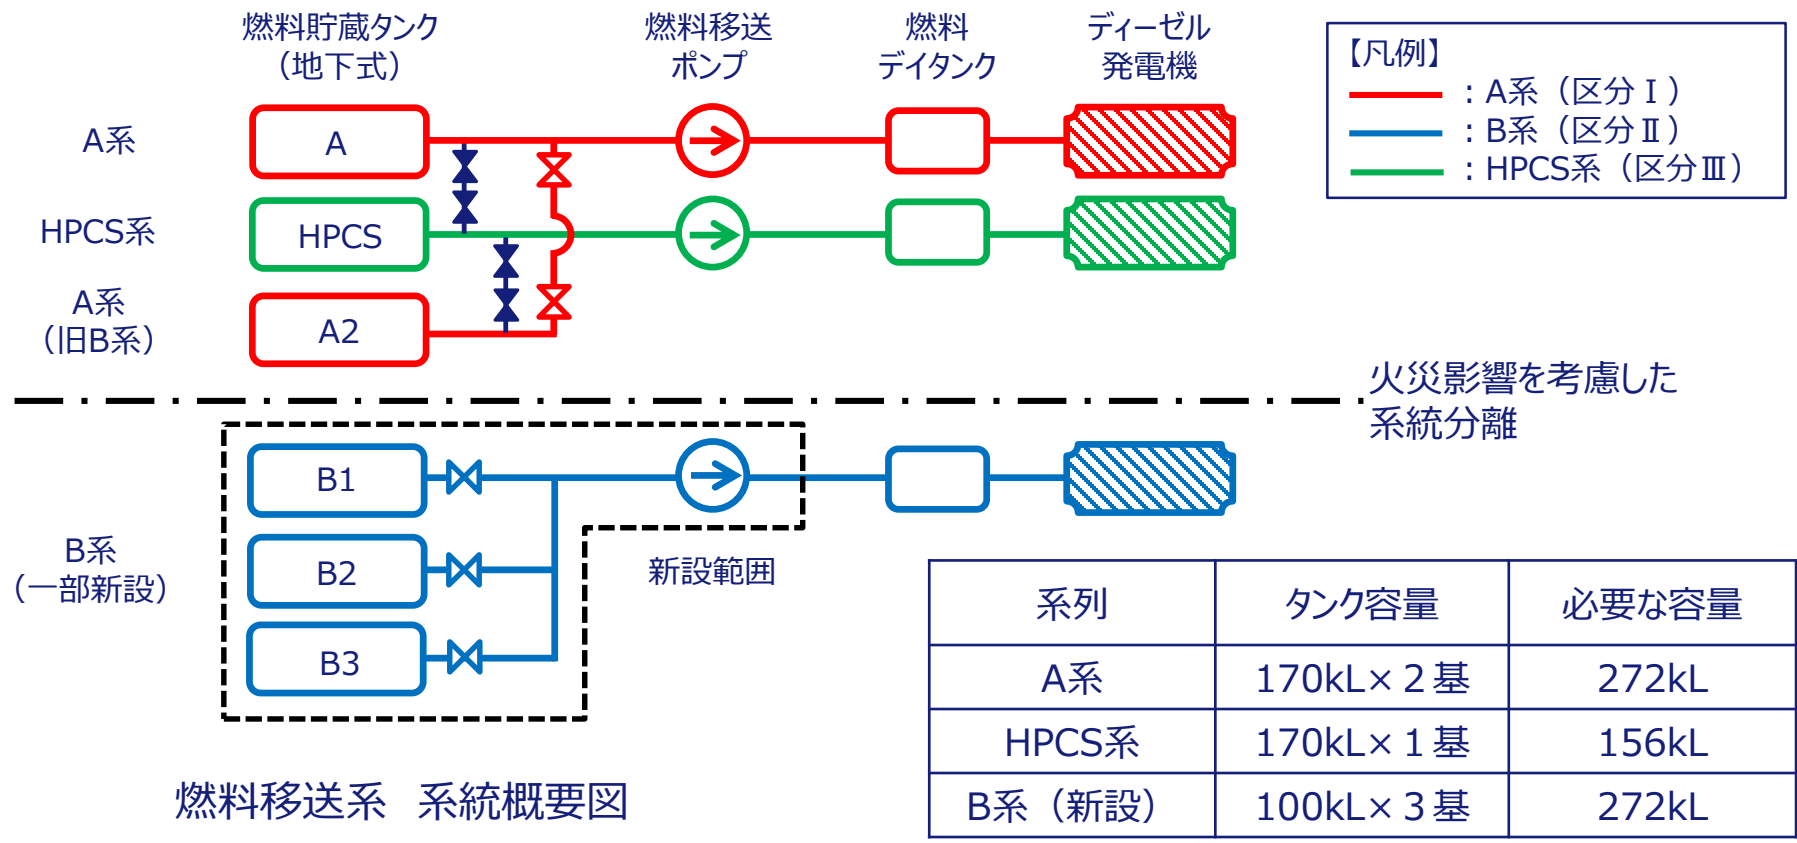 燃料貯蔵タンク
（地下式）
燃料移送
ポンプ
燃料
デイタンク
ディーゼル
発電機
【凡例】
：A系（区分Ⅰ）
：B系（区分Ⅱ）
：HPCS系（区分Ⅲ）
A系
A
HPCS系
HPCS
A系
（旧B系）
A2
火災影響を考慮した
系統分離
B1
B系
（一部新設）
B2
B3
新設範囲
系列 タンク容量 必要な容量
A系 170kL×２基 272kL
HPCS系 170kL×１基 156kL
B系（新設） 100kL×３基 272kL
燃料移送系　系統概要図